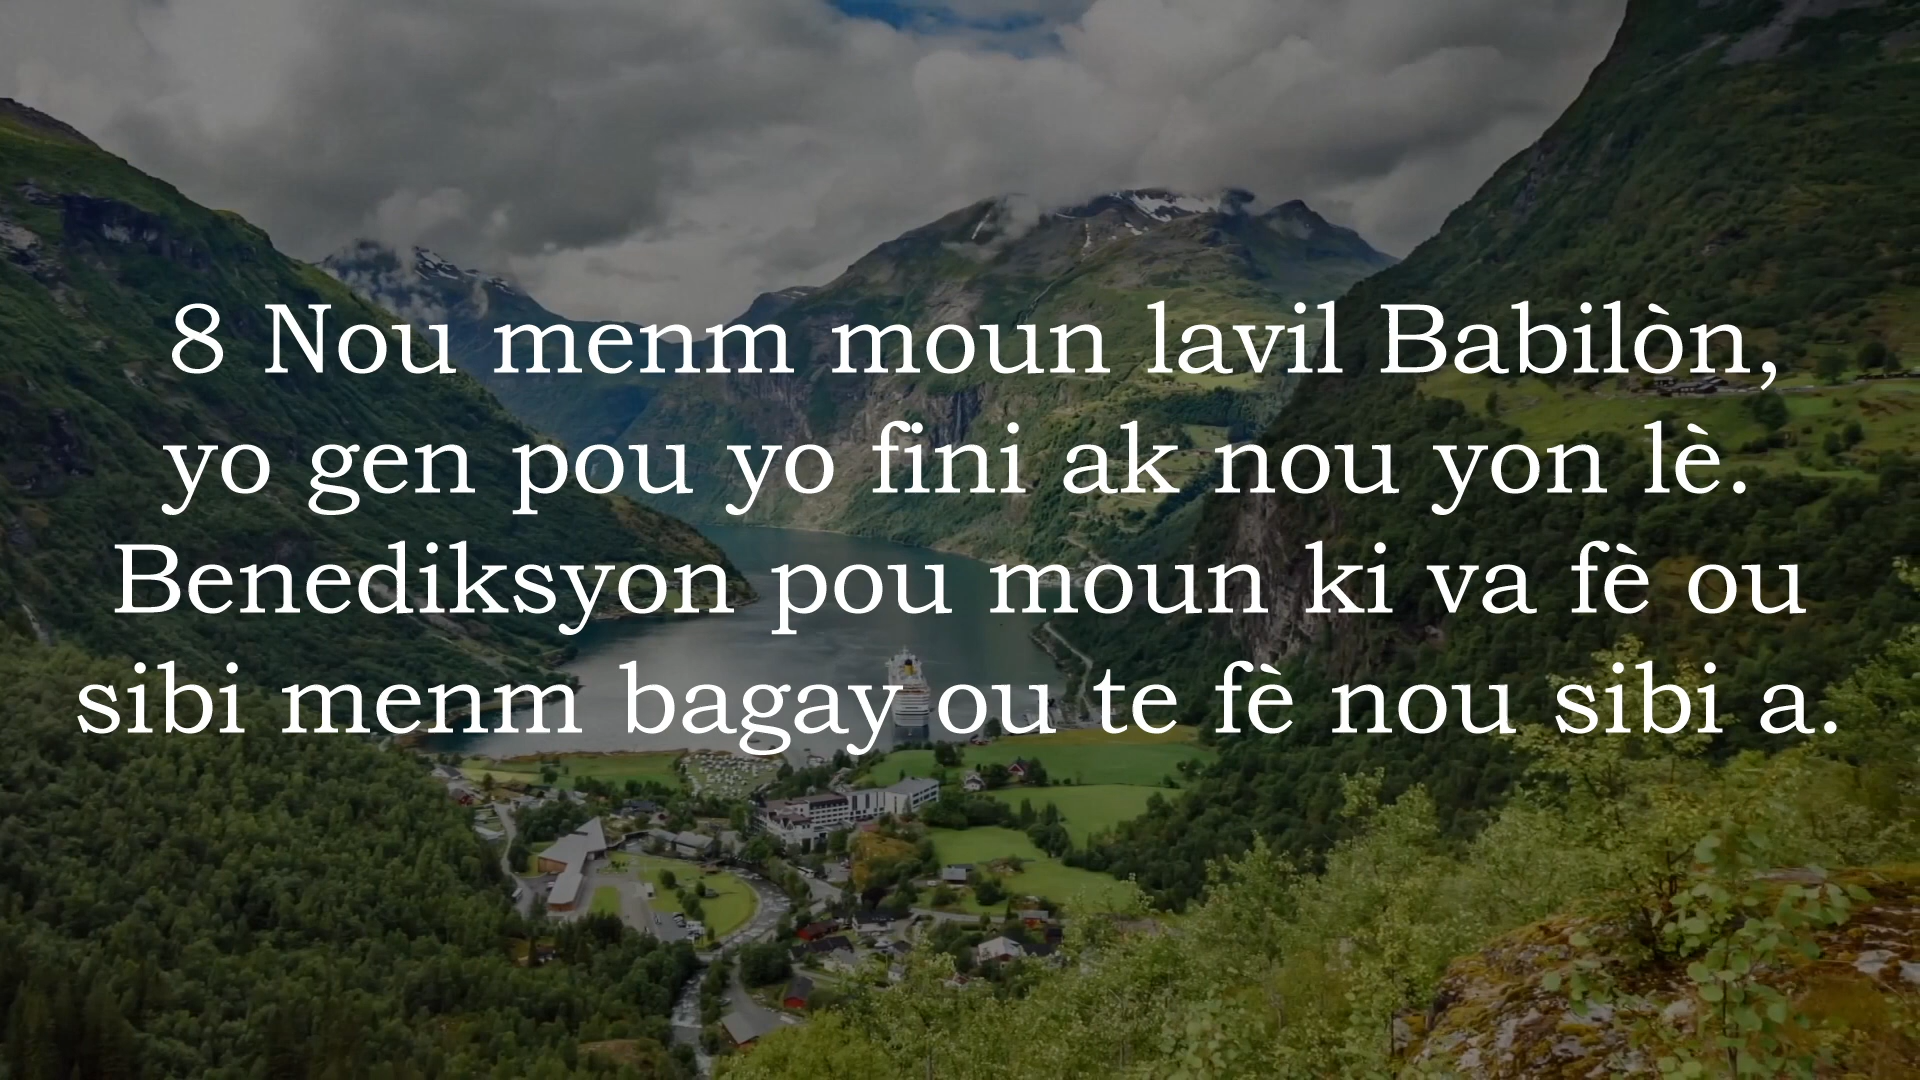 8 Nou menm moun lavil Babilòn,
yo gen pou yo fini ak nou yon lè.
Benediksyon pou moun ki va fè ou
sibi menm bagay ou te fè nou sibi a.